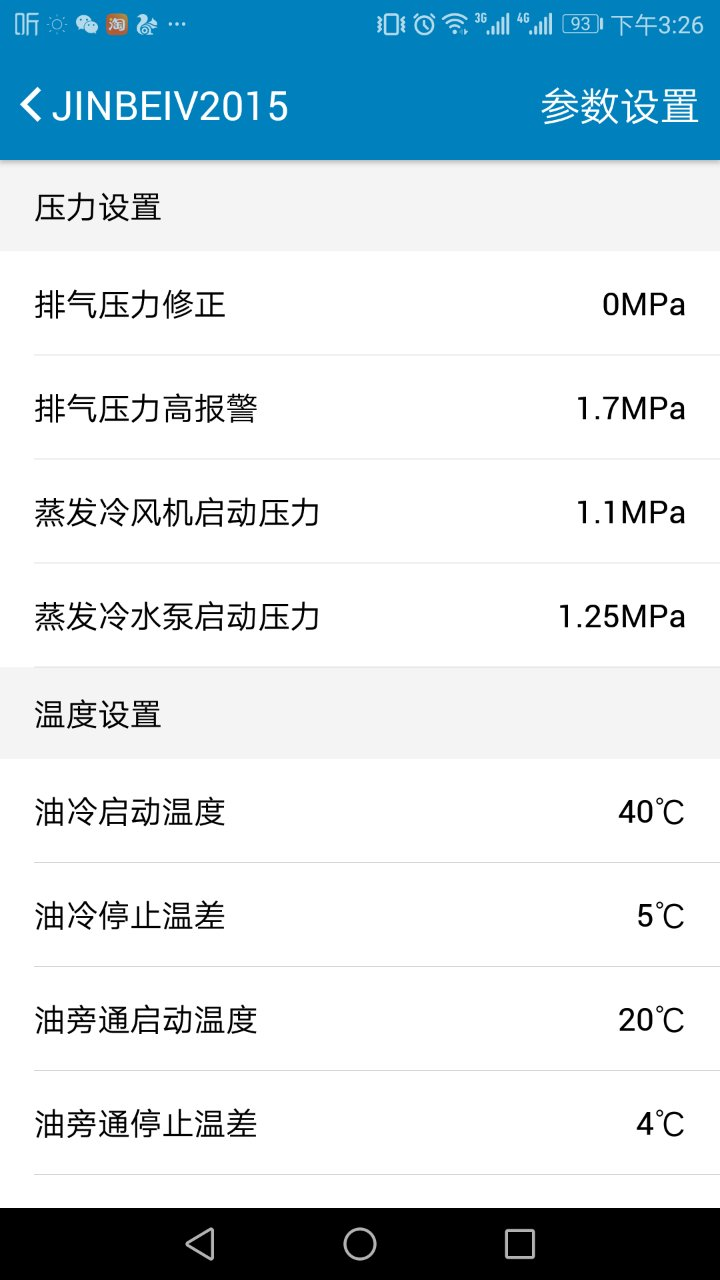 听 淘 ... 3G 4G 93 下午3:26
JINBEIV2015 参数设置
压力设置
排气压力修正 0MPa
排气压力高报警 1.7MPa
蒸发冷风机启动压力 1.1MPa
蒸发冷水泵启动压力 1.25MPa
温度设置
油冷启动温度 40℃
油冷停止温差 5℃
油旁通启动温度 20℃
油旁通停止温差 4℃